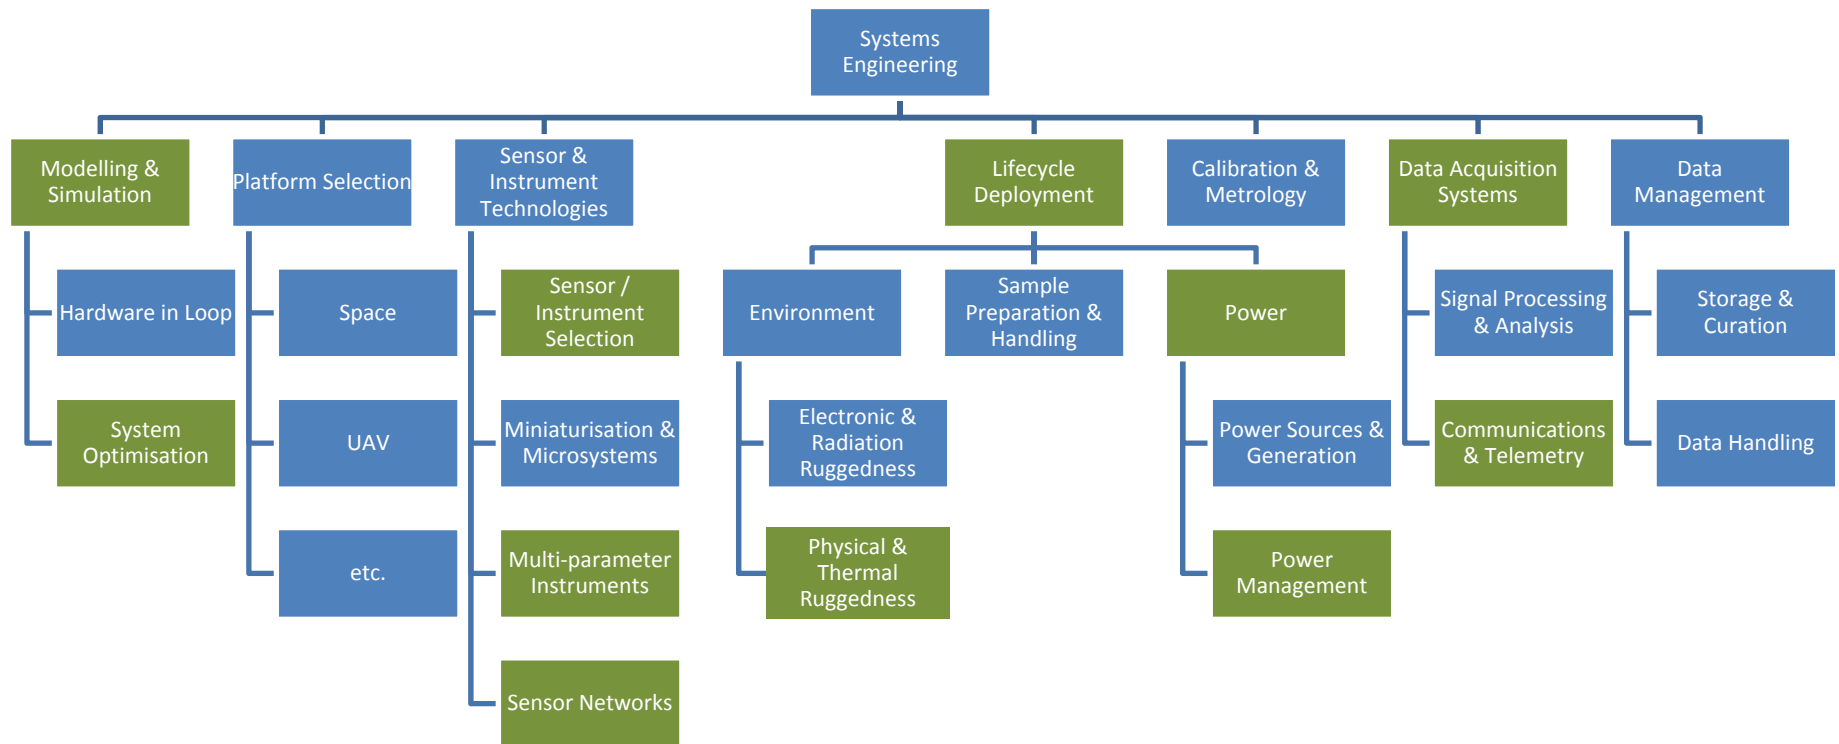 Systems
Engineering
Modelling &
Simulation
Platform Selection
Sensor &
Instrument
Technologies
Lifecycle
Deployment
Calibration &
Metrology
Data Acquisition
Systems
Data
Management
Hardware in Loop
Space
Sensor /
Instrument
Selection
Environment
Sample
Preparation &
Handling
Power
Signal Processing
& Analysis
Storage &
Curation
System
Optimisation
UAV
Miniaturisation &
Microsystems
Electronic &
Radiation
Ruggedness
Power Sources &
Generation
Communications
& Telemetry
Data Handling
etc.
Multi-parameter
Instruments
Physical &
Thermal
Ruggedness
Power
Management
Sensor Networks